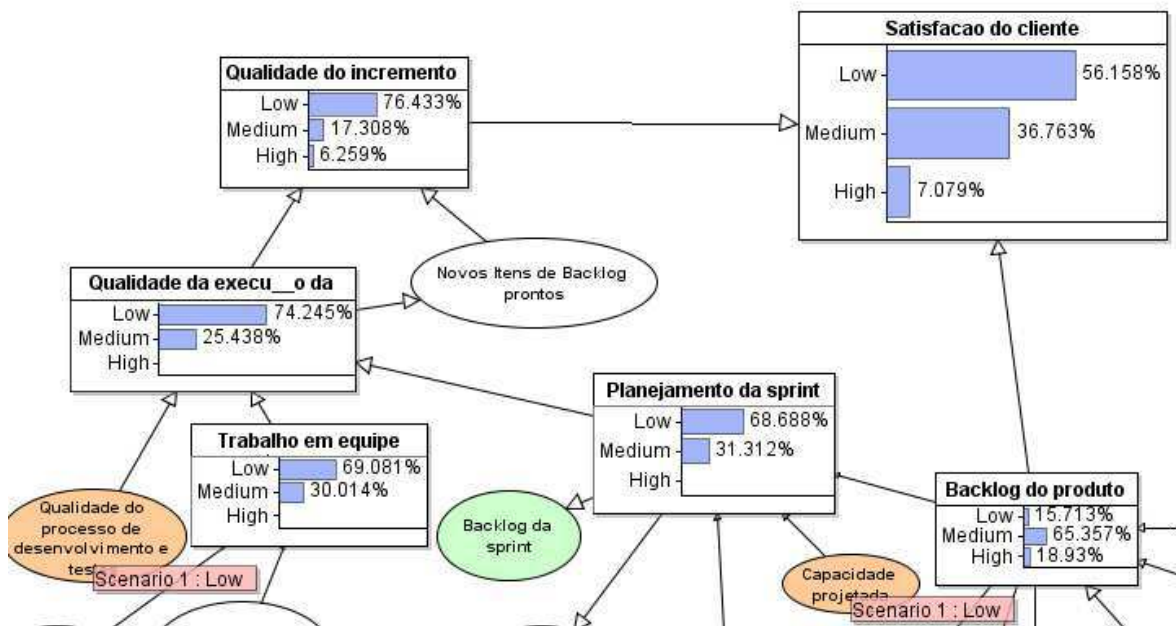 Satisfacao do cliente
Low
56.158%
Medium
36.763%
High
7.079%
Qualidade do incremento
Low
76.433%
Medium
17.308%
High
6.259%
Novos Itens de Backlog
prontos
Qualidade da execu__o da
Low
74.245%
Medium
25.438%
High
Planejamento da sprint
Low
68.688%
Medium
31.312%
High
Trabalho em equipe
Low
69.081%
Medium
30.014%
High
Backlog do produto
Low
15.713%
Medium
65.357%
High
18.93%
Qualidade do
processo de
desenvolvimento e
Scenario 1 : Low
Backlog da
sprint
Capacidade
projetada
Scenario 1 : Low